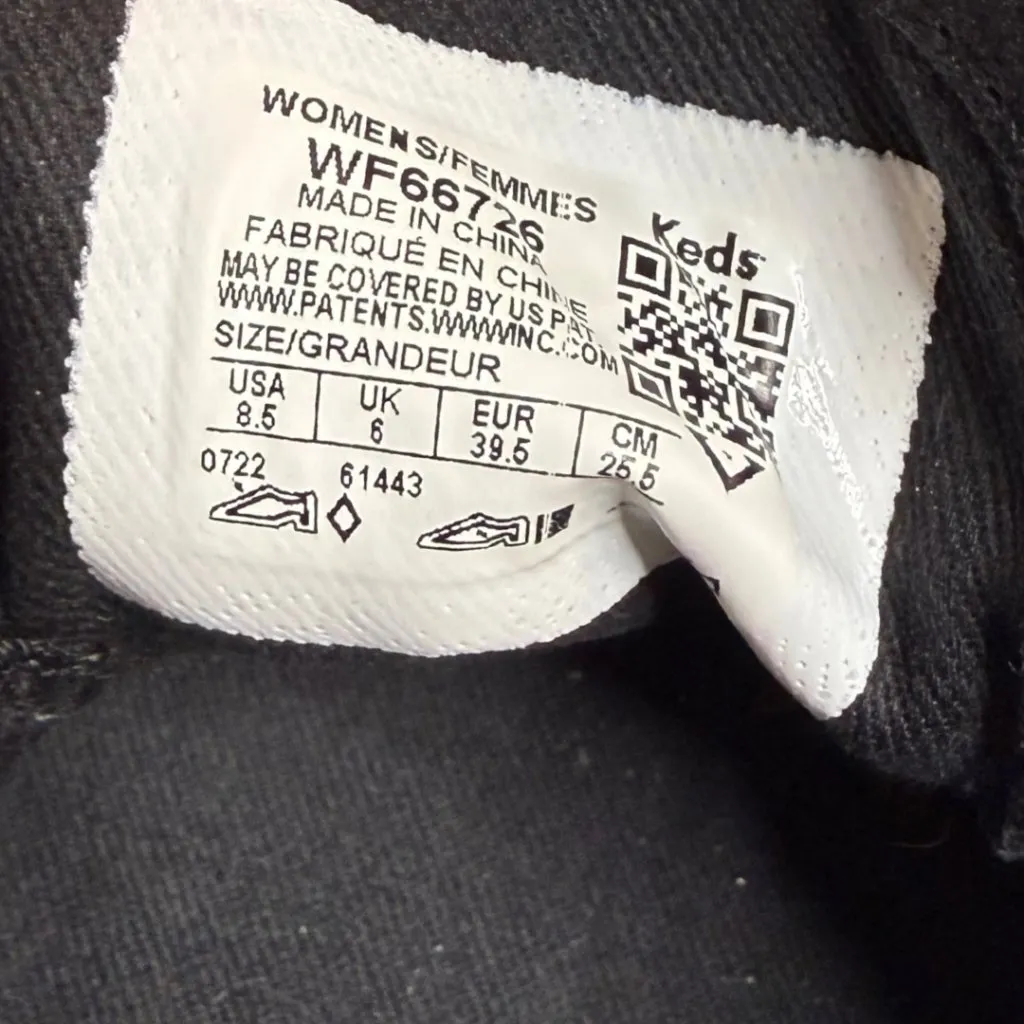 WOMENS/FEMMES
WF66726
MADE IN CHINA
FABRIQUÉ EN CHINE
MAY BE COVERED BY US PAT.
WWW.PATENTS.WWWINC.COM
SIZE/GRANDEUR
USA UK EUR CM
8.5 6 39.5 25.5
0722 61443
Keds